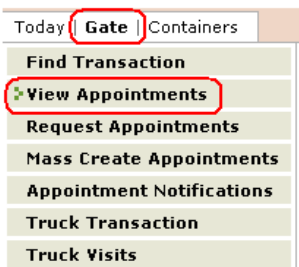 Today | Gate | Containers
Find Transaction
View Appointments
Request Appointments
Mass Create Appointments
Appointment Notifications
Truck Transaction
Truck Visits